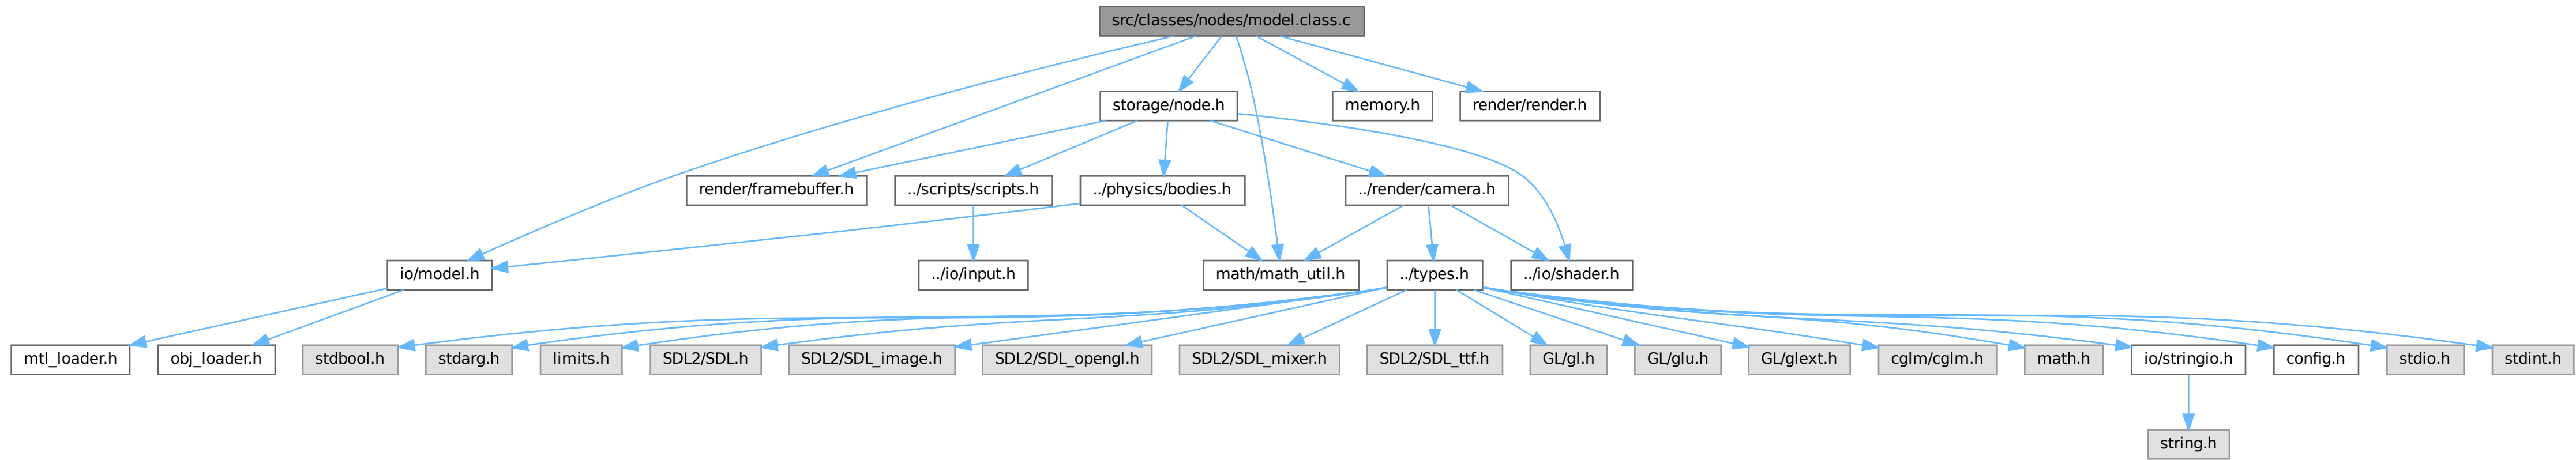 src/classes/nodes/model.class.c
storage/node.h
memory.h
render/render.h
render/framebuffer.h
../scripts/scripts.h
../physics/bodies.h
../render/camera.h
io/model.h
../io/input.h
math/math_util.h
../types.h
../io/shader.h
mtl_loader.h
obj_loader.h
stdbool.h
stdarg.h
limits.h
SDL2/SDL.h
SDL2/SDL_image.h
SDL2/SDL_opengl.h
SDL2/SDL_mixer.h
SDL2/SDL_ttf.h
GL/gl.h
GL/glu.h
GL/glext.h
cglm/cglm.h
math.h
io/stringio.h
config.h
stdio.h
stdint.h
string.h